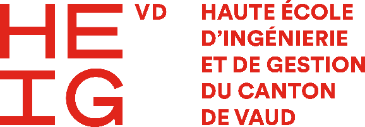 HE VD
IG
HAUTE ÉCOLE
D'INGÉNIERIE
ET DE GESTION
DU CANTON
DE VAUD